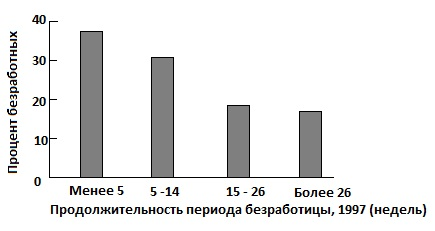 Процент безработных
40
30
20
10
0
Менее 5
5 -14
15 - 26
Более 26
Продолжительность периода безработицы, 1997 (недель)